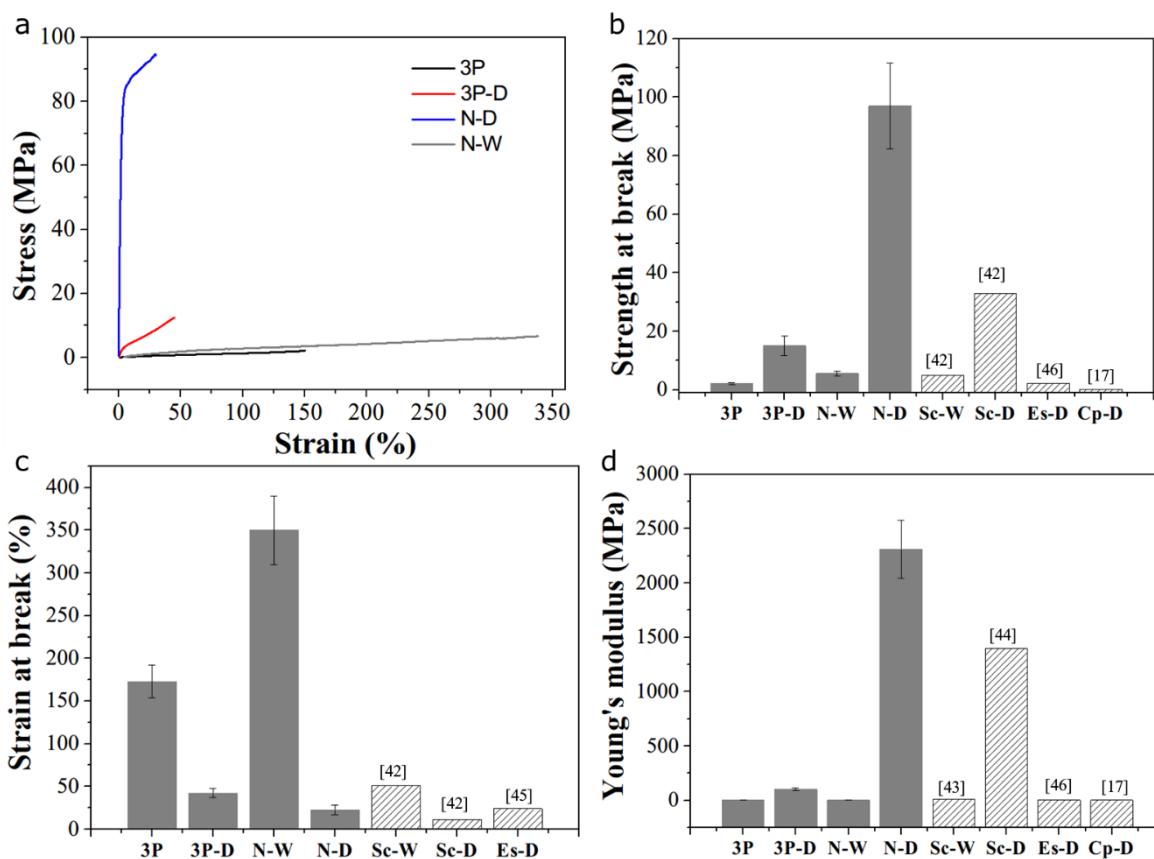 a
100
80
60
40
20
0
Stress (MPa)
3P
3P-D
N-D
N-W
0 50 100 150 200 250 300 350
Strain (%)
b
120
100
80
60
40
20
0
Strength at break (MPa)
[42]
[42]
[46]
[17]
3P 3P-D N-W N-D Sc-W Sc-D Es-D Cp-D
c
400
350
300
250
200
150
100
50
0
Strain at break (%)
[42]
[42]
[45]
3P 3P-D N-W N-D Sc-W Sc-D Es-D
d
3000
2500
2000
1500
1000
500
0
Young's modulus (MPa)
[43]
[44]
[46]
[17]
3P 3P-D N-W N-D Sc-W Sc-D Es-D Cp-D